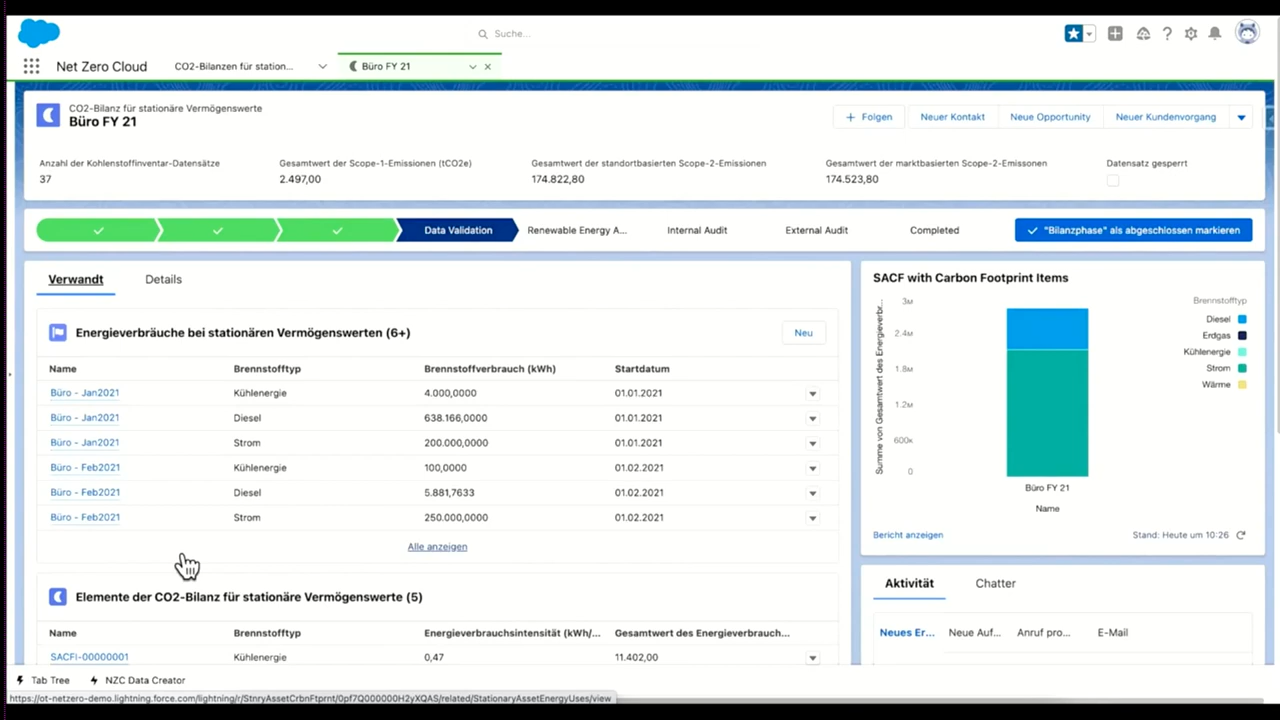 Suche...
Net Zero Cloud
CO2-Bilanzen für station...
Büro FY 21
CO2-Bilanz für stationäre Vermögenswerte
Büro FY 21
Folgen
Neuer Kontakt
Neue Opportunity
Neuer Kundenvorgang
Anzahl der Kohlenstoffinventar-Datensätze
37
Gesamtwert der Scope-1-Emissionen (tCO2e)
2.497,00
Gesamtwert der standortbasierten Scope-2-Emissionen
174.822,80
Gesamtwert der marktbasierten Scope-2-Emissonen
174.523,80
Datensatz gesperrt
Data Validation
Renewable Energy A...
Internal Audit
External Audit
Completed
"Bilanzphase" als abgeschlossen markieren
Verwandt
Details
Energieverbräuche bei stationären Vermögenswerten (6+)
Neu
Name Brennstofftyp Brennstoffverbrauch (kWh) Startdatum
Büro - Jan2021 Kühlenergie 4.000,0000 01.01.2021
Büro - Jan2021 Diesel 638.166,0000 01.01.2021
Büro - Jan2021 Strom 200.000,0000 01.01.2021
Büro - Feb2021 Kühlenergie 100,0000 01.02.2021
Büro - Feb2021 Diesel 5.881,7633 01.02.2021
Büro - Feb2021 Strom 250.000,0000 01.02.2021
Alle anzeigen
Elemente der CO2-Bilanz für stationäre Vermögenswerte (5)
Name Brennstofftyp Energieverbrauchsintensität (kWh/... Gesamtwert des Energieverbrauch...
SACFI-00000001 Kühlenergie 0,47 11.402,00
SACF with Carbon Footprint Items
Summe von Gesamtwert des Energieverbr...
3м
2.4м
1.8м
1.2м
600к
0
Büro FY 21
Name
Brennstofftyp
Diesel
Erdgas
Kühlenergie
Strom
Wärme
Bericht anzeigen
Stand: Heute um 10:26
Aktivität
Chatter
Neues Er...
Neue Auf...
Anruf pro...
E-Mail
Tab Tree
NZC Data Creator
https://ot-netzero-demo.lightning.force.com/lightning/r/StnryAssetCrbnFtprnt/0pf7Q000000H2yXQAS/related/StationaryAssetEnergyUses/view